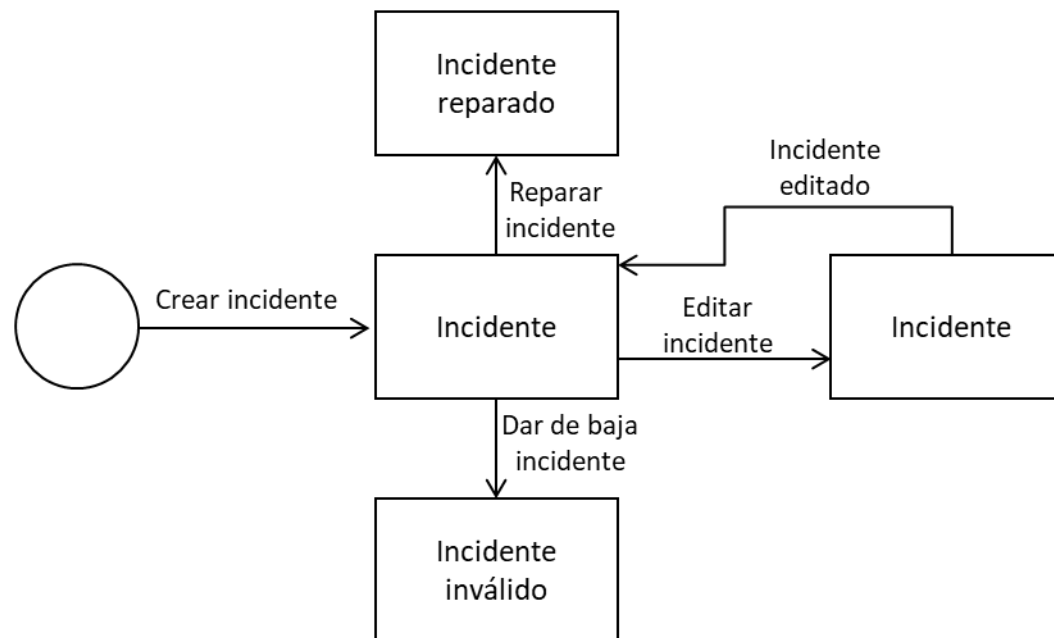 Incidente
reparado
Incidente
editado
Reparar
incidente
Crear incidente
Incidente
Editar
incidente
Incidente
Dar de baja
incidente
Incidente
inválido